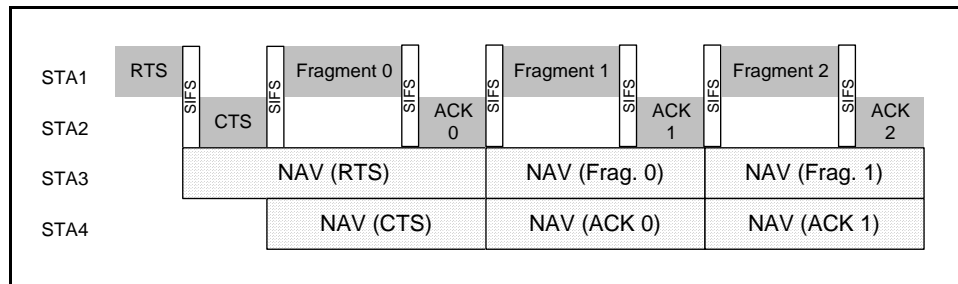 STA1
RTS
SIFS
SIFS
Fragment 0
SIFS
SIFS
Fragment 1
SIFS
SIFS
Fragment 2
SIFS
STA2
CTS
ACK
0
ACK
1
ACK
2
STA3
NAV (RTS)
NAV (Frag. 0)
NAV (Frag. 1)
STA4
NAV (CTS)
NAV (ACK 0)
NAV (ACK 1)